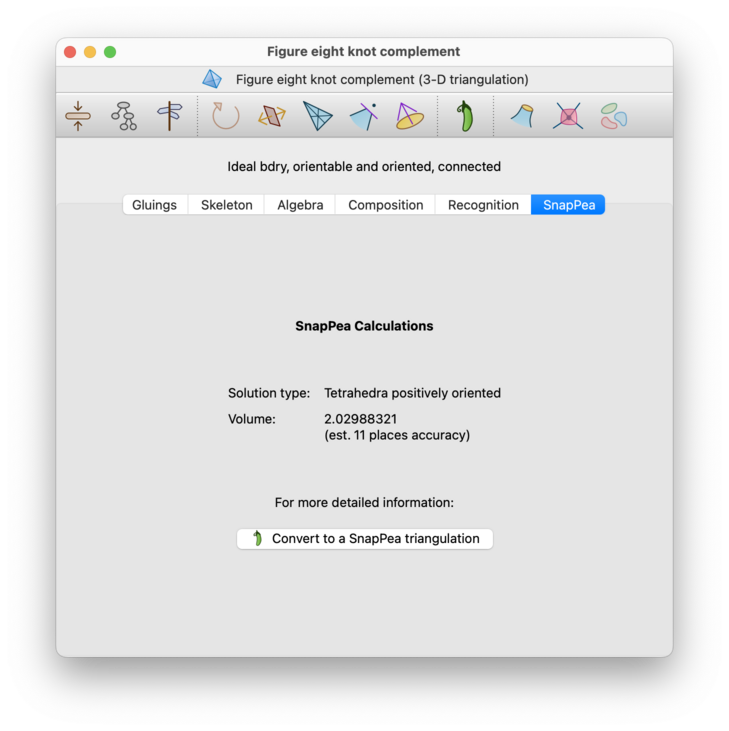 Figure eight knot complement
Figure eight knot complement (3-D triangulation)
Ideal bdry, orientable and oriented, connected
Gluings Skeleton Algebra Composition Recognition SnapPea
SnapPea Calculations
Solution type: Tetrahedra positively oriented
Volume: 2.02988321
(est. 11 places accuracy)
For more detailed information:
Convert to a SnapPea triangulation